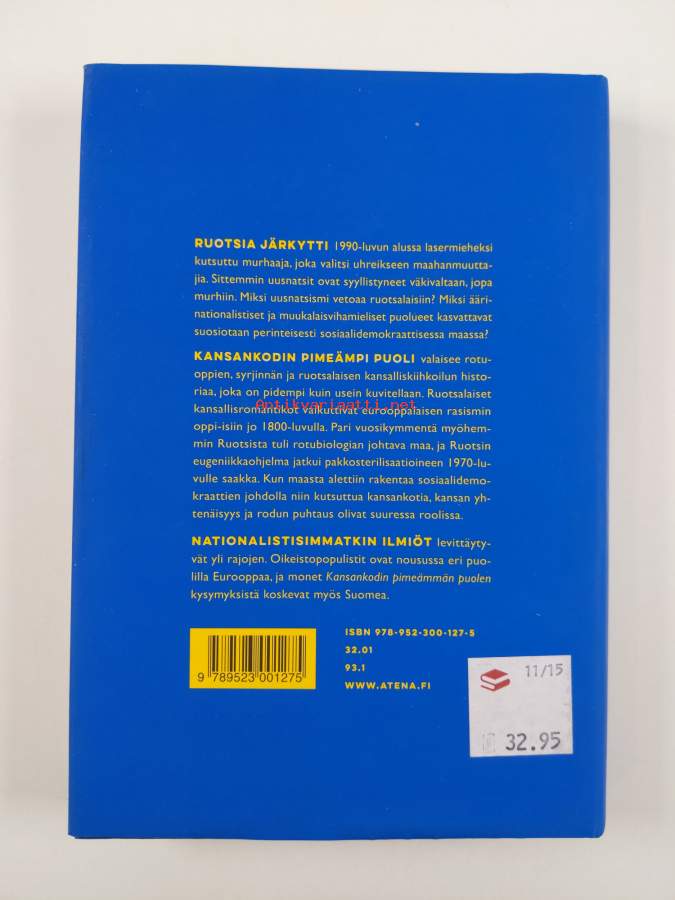 RUOTSIA JÄRKYTTI 1990-luvun alussa lasermieheksi
kutsuttu murhaaja, joka valitsi uhreikseen maahanmuutta-
jia. Sittemmin uusnatsit ovat syyllistyneet väkivaltaan, jopa
murhiin. Miksi uusnatsismi vetoaa ruotsalaisiin? Miksi ääri-
nationalistiset ja muukalaisvihamieliset puolueet kasvattavat
suosiotaan perinteisesti sosiaalidemokraattisessa maassa?
KANSANKODIN PIMEÄMPI PUOLI valaisee rotu-
oppien, syrjinnän ja ruotsalaisen kansalliskiihkoilun histo-
riaa, joka on pidempi kuin usein kuvitellaan. Ruotsalaiset
Antikvariaatti.net
kansallisromantikot vaikuttivat eurooppalaisen rasismin
oppi-isiin jo 1800-luvulla. Pari vuosikymmentä myöhem-
min Ruotsista tuli rotubiologian johtava maa, ja Ruotsin
eugeniikkaohjelma jatkui pakkosterilisaatioineen 1970-lu-
vulle saakka. Kun maasta alettiin rakentaa sosiaalidemo-
kraattien johdolla niin kutsuttua kansankotia, kansan yh-
tenäisyys ja rodun puhtaus olivat suuressa roolissa.
NATIONALISTISIMMATKIN ILMIÖT levittäyty-
vät yli rajojen. Oikeistopopulistit ovat nousussa eri puo-
lilla Eurooppaa, ja monet Kansankodin pimeämmän puolen
kysymyksistä koskevat myös Suomea.
ISBN 978-952-300-127-5
32.01
93.1
WWW.ATENA.FI
9 789523 001275
11/15
32.95